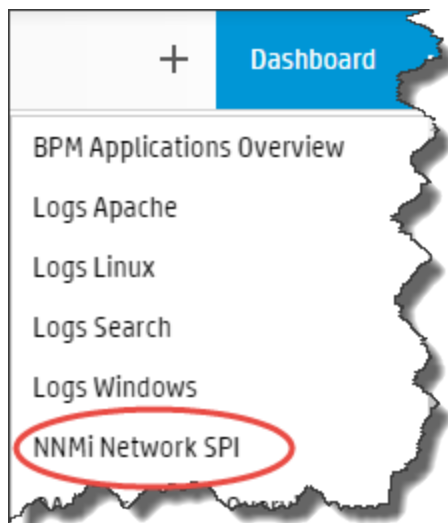 + Dashboard
BPM Applications Overview
Logs Apache
Logs Linux
Logs Search
Logs Windows
NNMi Network SPI